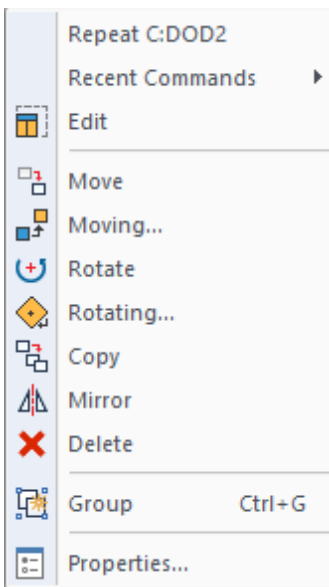 Repeat C:DOD2
Recent Commands
Edit
Move
Moving...
Rotate
Rotating...
Copy
Mirror
Delete
Group Ctrl+G
Properties...